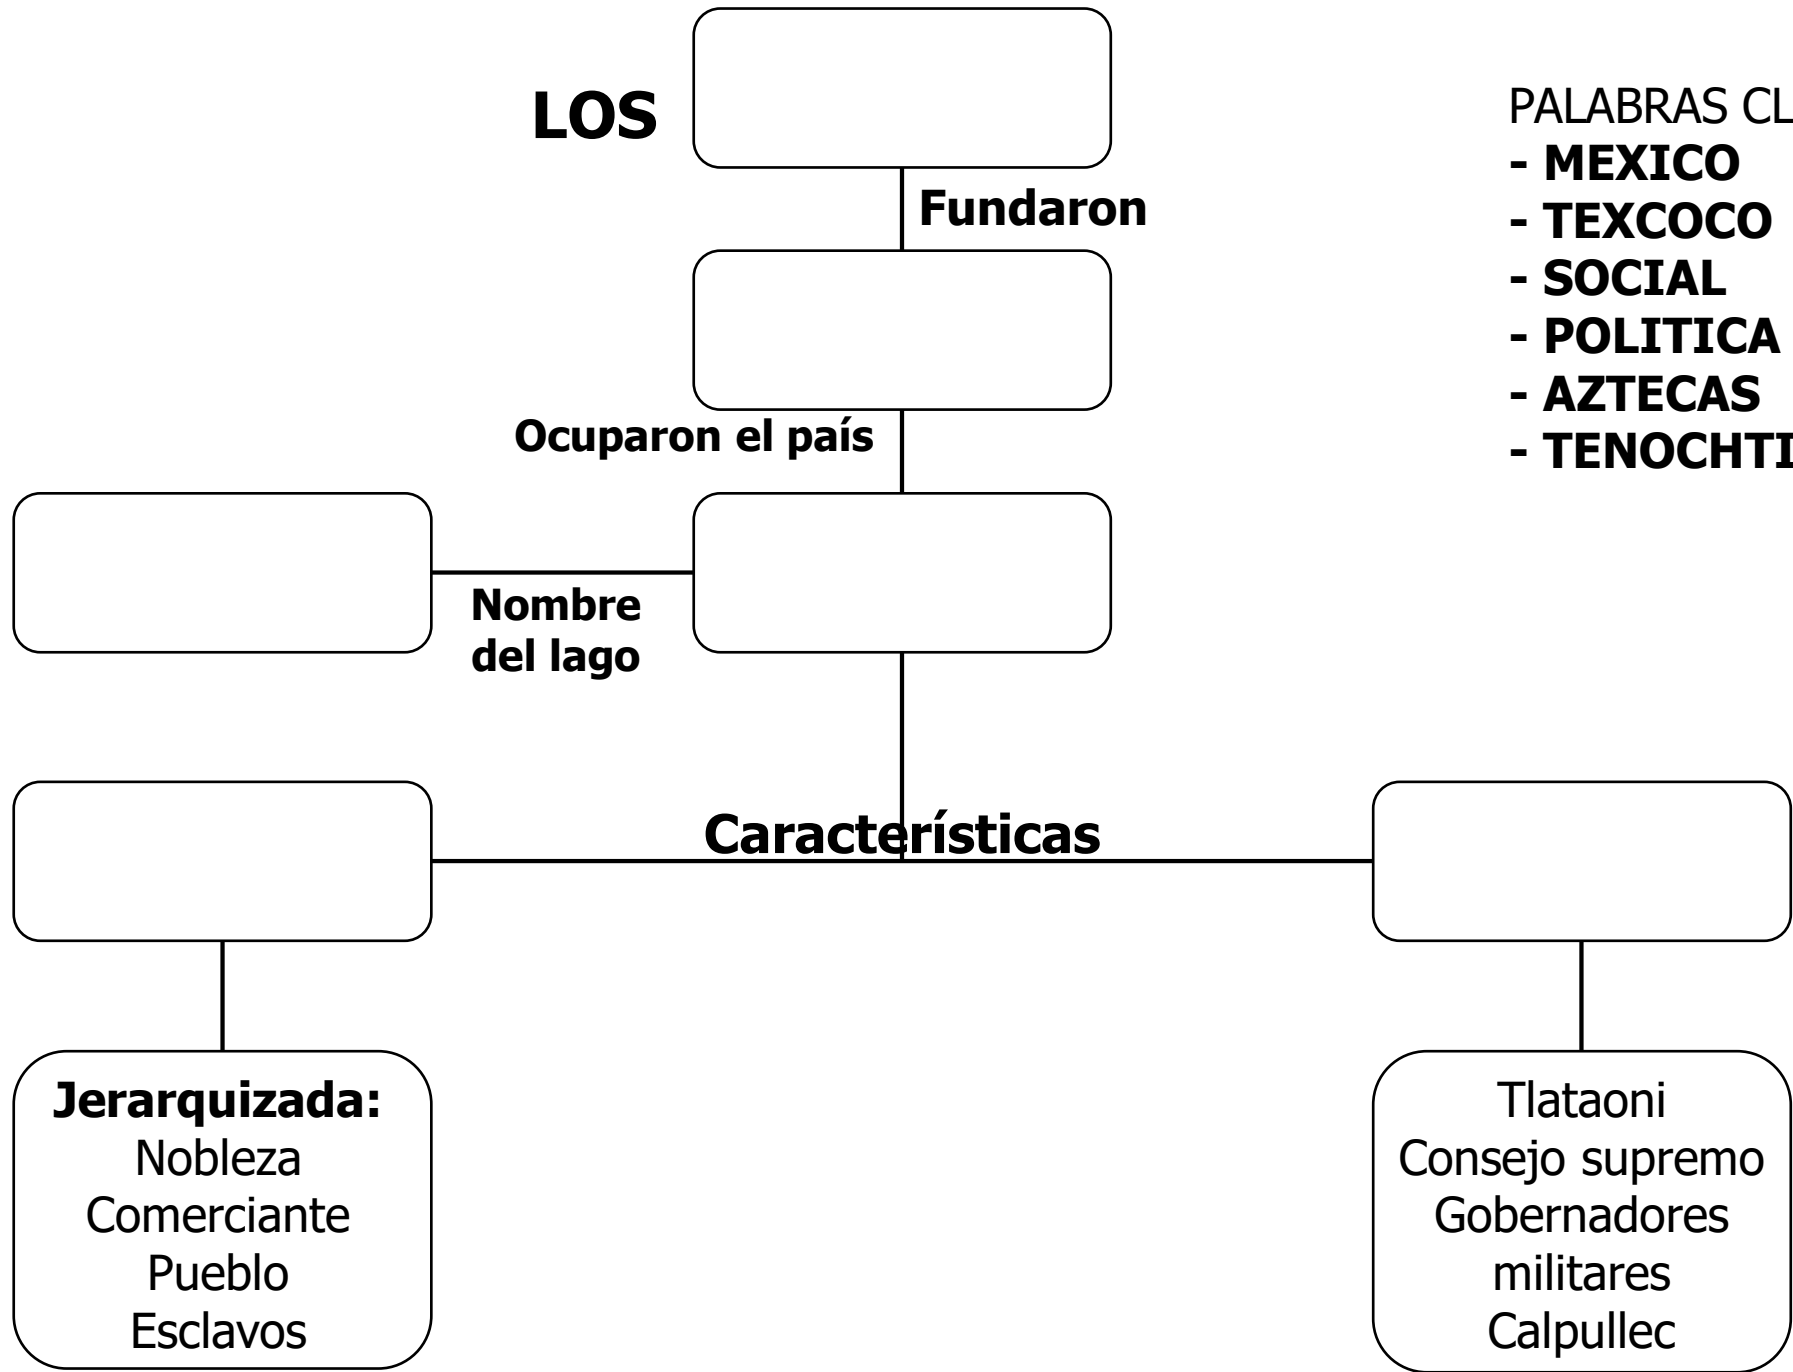 LOS
PALABRAS CL
- MEXICO
- TEXCOCO
- SOCIAL
- POLITICA
- AZTECAS
- TENOCHTI
Fundaron
Ocuparon el país
Nombre
del lago
Características
Jerarquizada:
Nobleza
Comerciante
Pueblo
Esclavos
Tlataoni
Consejo supremo
Gobernadores
militares
Calpullec